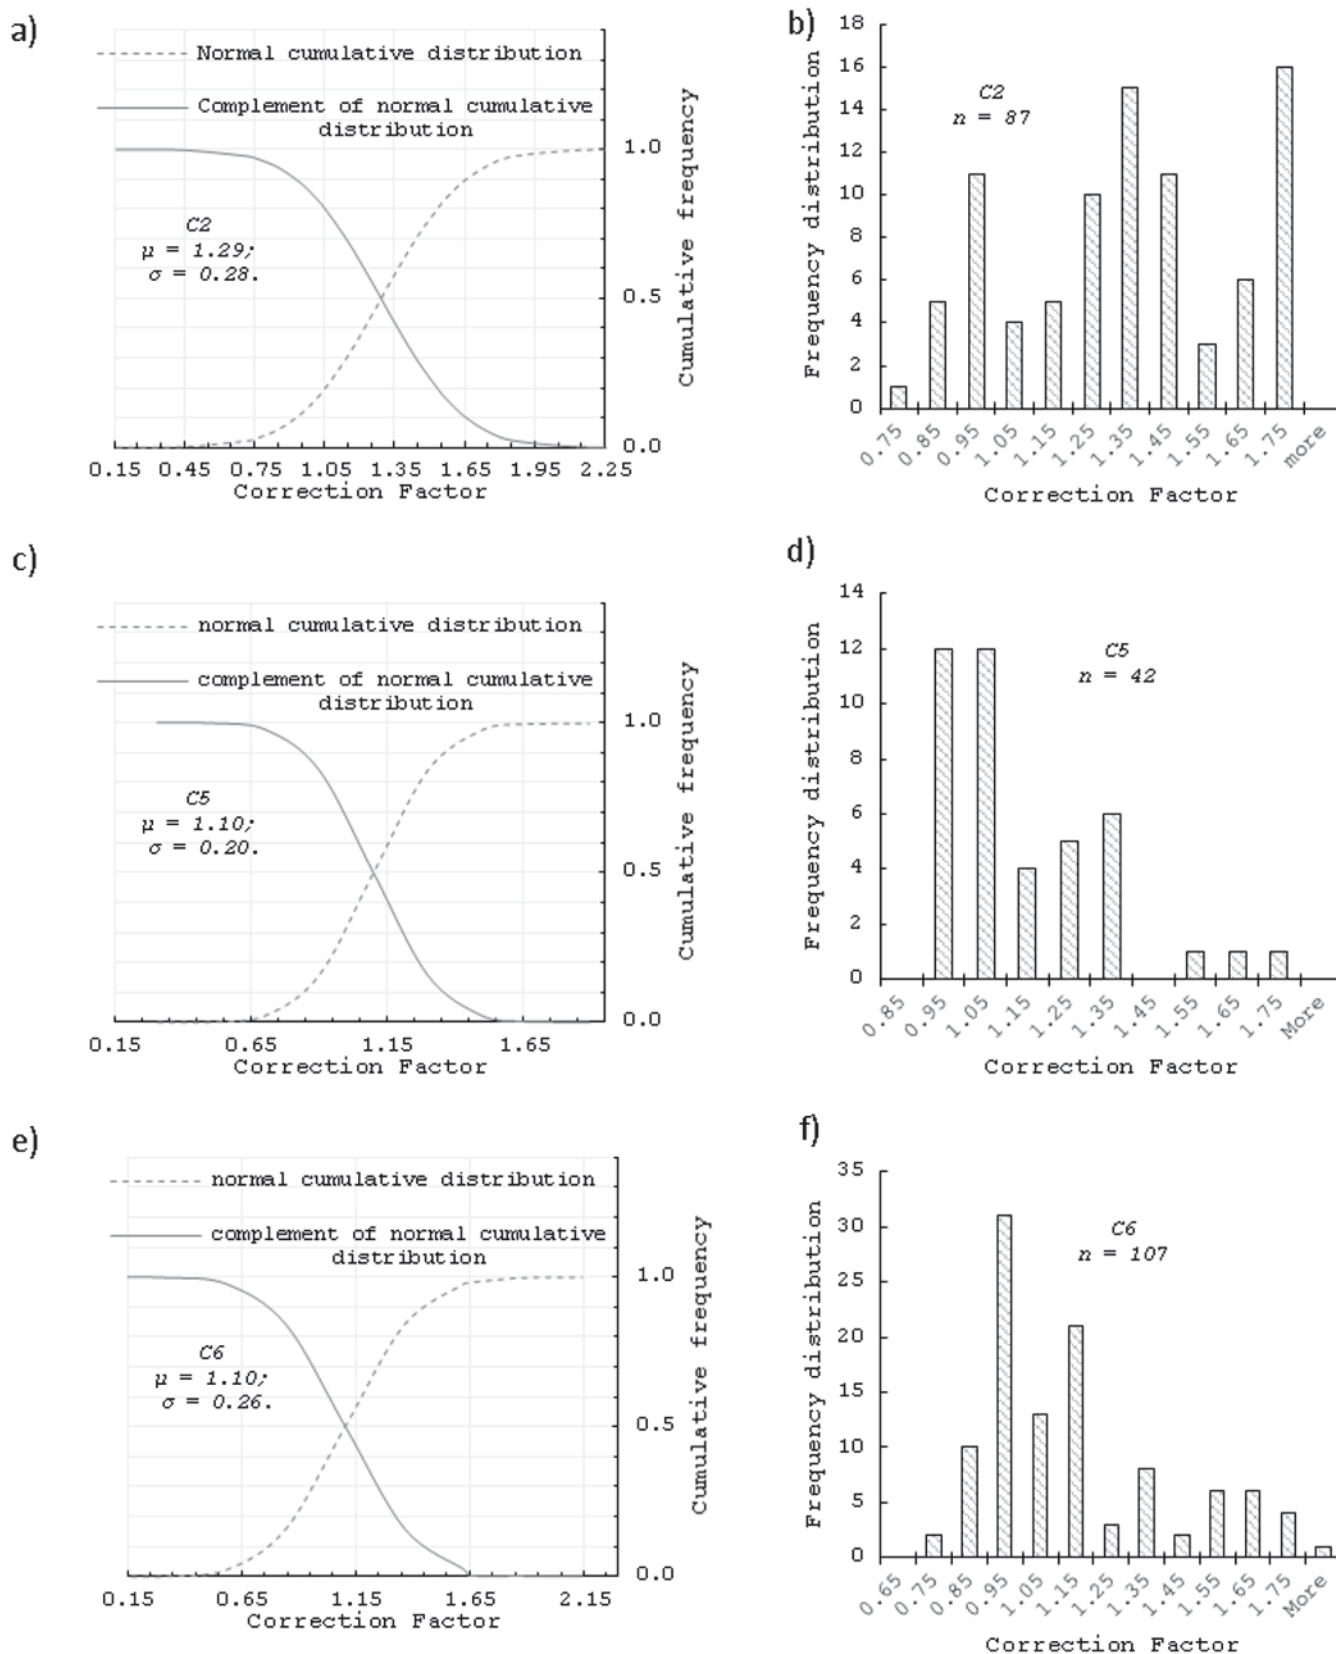 a)
Normal cumulative distribution
Complement of normal cumulative
distribution
C2
μ = 1.29;
σ = 0.28.
1.0
0.5
0.0
Cumulative frequency
0.15 0.45 0.75 1.05 1.35 1.65 1.95 2.25
Correction Factor
b)
18
16
14
12
10
8
6
4
2
0
Frequency distribution
C2
n = 87
0.75 0.85 0.95 1.05 1.15 1.25 1.35 1.45 1.55 1.65 1.75 more
Correction Factor
c)
normal cumulative distribution
complement of normal cumulative
distribution
C5
μ = 1.10;
σ = 0.20.
1.0
0.5
0.0
Cumulative frequency
0.15 0.65 1.15 1.65
Correction Factor
d)
14
12
10
8
6
4
2
0
Frequency distribution
C5
n = 42
0.85 0.95 1.05 1.15 1.25 1.35 1.45 1.55 1.65 1.75 More
Correction Factor
e)
normal cumulative distribution
complement of normal cumulative
distribution
C6
μ = 1.10;
σ = 0.26.
1.0
0.5
0.0
Cumulative frequency
0.15 0.65 1.15 1.65 2.15
Correction Factor
f)
35
30
25
20
15
10
5
0
Frequency distribution
C6
n = 107
0.65 0.75 0.85 0.95 1.05 1.15 1.25 1.35 1.45 1.55 1.65 1.75 More
Correction Factor